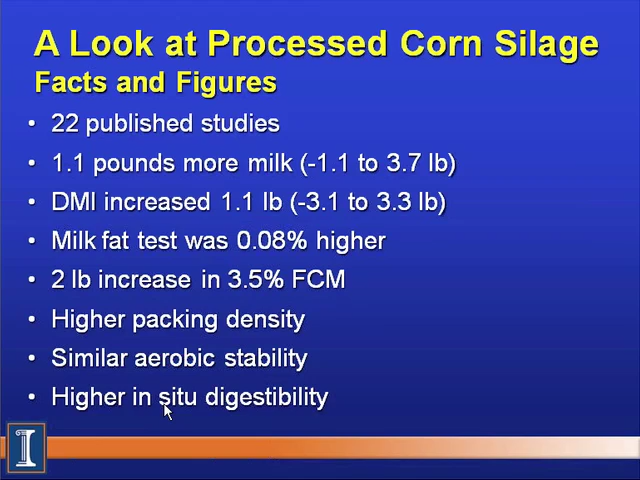 A Look at Processed Corn Silage
Facts and Figures
• 22 published studies
• 1.1 pounds more milk (-1.1 to 3.7 lb)
• DMI increased 1.1 lb (-3.1 to 3.3 lb)
• Milk fat test was 0.08% higher
• 2 lb increase in 3.5% FCM
• Higher packing density
• Similar aerobic stability
• Higher in situ digestibility
I